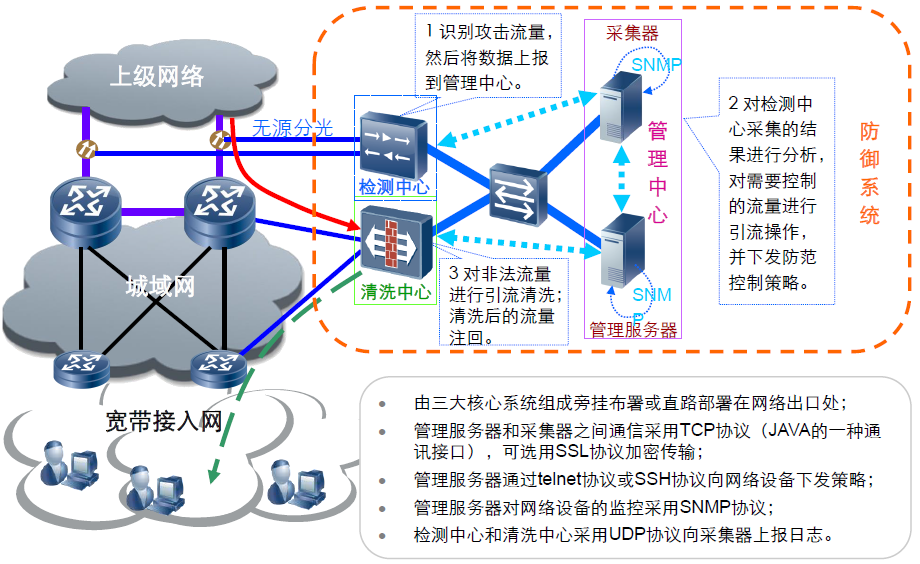 上级网络
无源分光
1 识别攻击流量，
然后将数据上报
到管理中心。
采集器
SNMP
检测中心
管理中心
2 对检测中
心采集的结
果进行分析，
对需要控制
的流量进行
引流操作，
并下发防范
控制策略。
防御系统
城域网
清洗中心
3 对非法流量
进行引流清洗；
清洗后的流量
注回。
SNM
P
管理服务器
宽带接入网
• 由三大核心系统组成旁挂布署或直路部署在网络出口处；
• 管理服务器和采集器之间通信采用TCP协议（JAVA的一种通
讯接口），可选用SSL协议加密传输；
• 管理服务器通过telnet协议或SSH协议向网络设备下发策略；
• 管理服务器对网络设备的监控采用SNMP协议；
• 检测中心和清洗中心采用UDP协议向采集器上报日志。